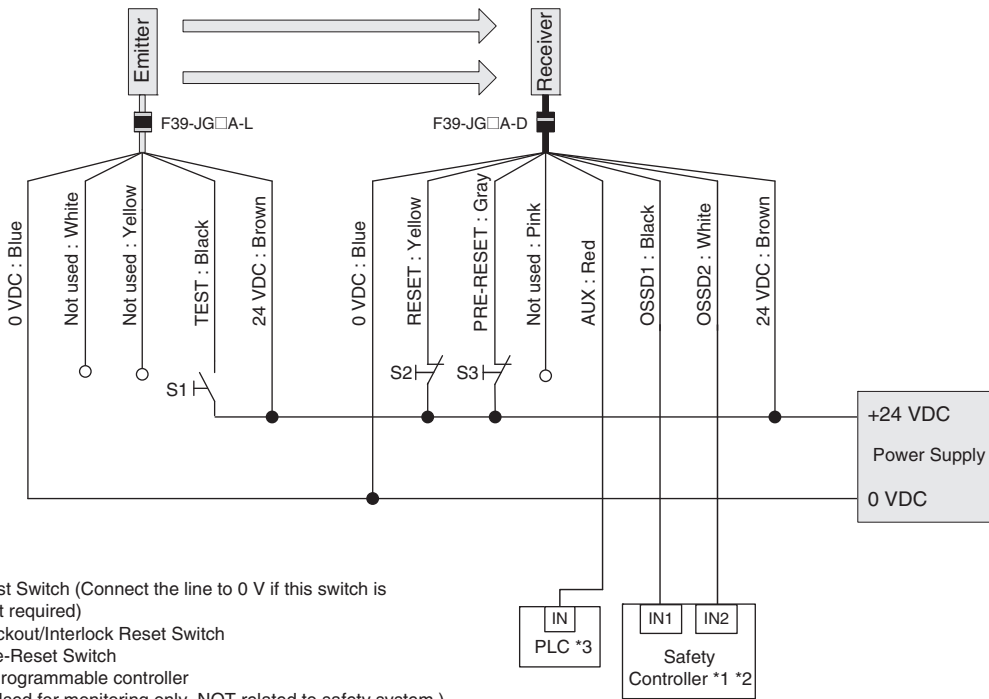 Emitter
Receiver
F39-JG□A-L
F39-JG□A-D
0 VDC : Blue
Not used : White
Not used : Yellow
TEST : Black
24 VDC : Brown
0 VDC : Blue
RESET : Yellow
PRE-RESET : Gray
Not used : Pink
AUX : Red
OSSD1 : Black
OSSD2 : White
24 VDC : Brown
S1
S2
S3
+24 VDC
Power Supply
0 VDC
st Switch (Connect the line to 0 V if this switch is
t required)
ckout/Interlock Reset Switch
e-Reset Switch
rogrammable controller
sed for monitoring only. NOT related to safety system.)
IN
PLC *3
IN1
IN2
Safety
Controller *1 *2